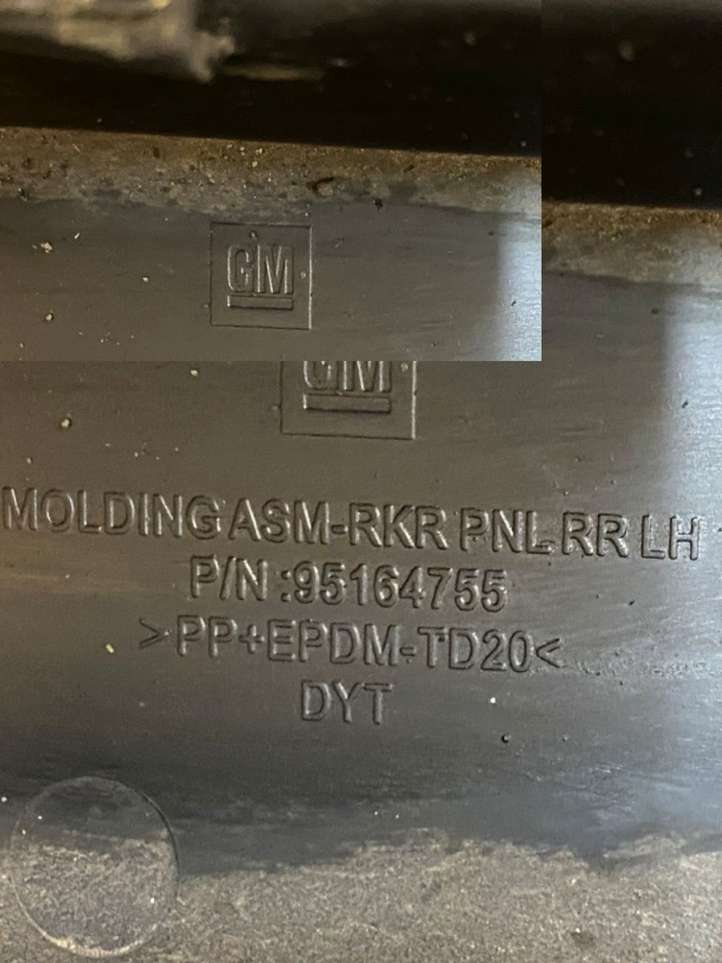 GM
GM
MOLDING ASM-RKR PNL RR LH
P/N :95164755
>PP+EPDM-TD20<
DYT